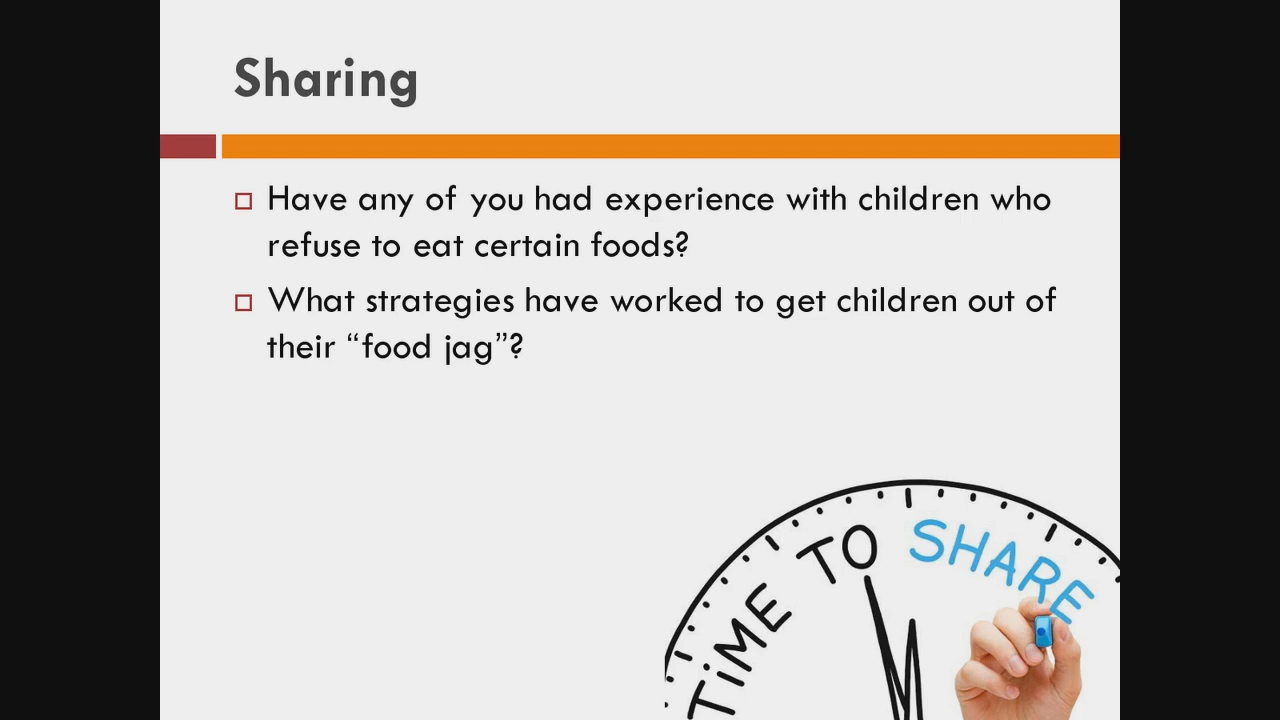 Sharing
Have any of you had experience with children who
refuse to eat certain foods?
What strategies have worked to get children out of
their “food jag”?
TiME TO SHARE